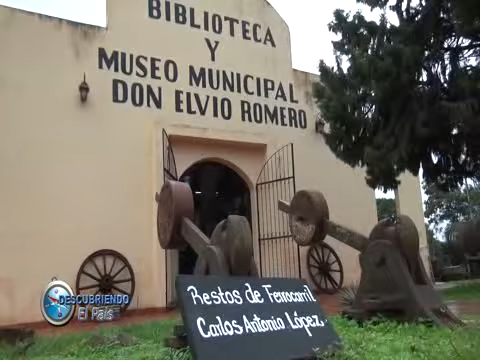 BIBLIOTECA
Y
MUSEO MUNICIPAL
DON ELVIO ROMERO
Restos de Ferrocarril
Carlos Antonio López.
DESCUBRIENDO
El País